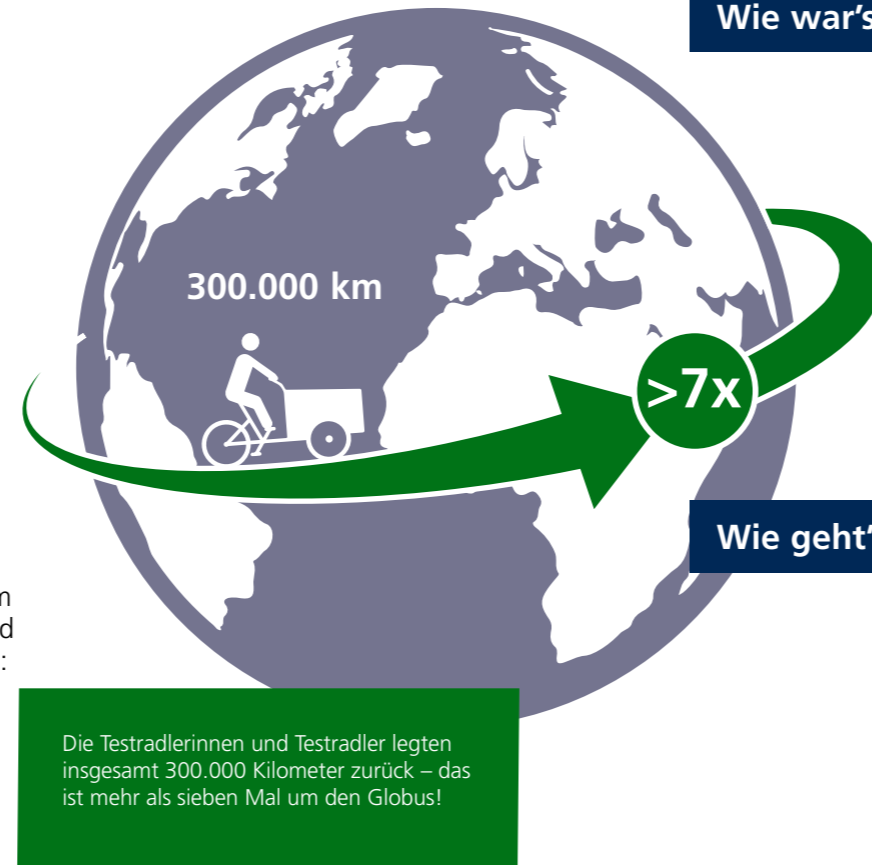 Wie war's
300.000 km
>7x
Wie geht'
m
d
:
Die Testradlerinnen und Testradler legten
insgesamt 300.000 Kilometer zurück – das
ist mehr als sieben Mal um den Globus!